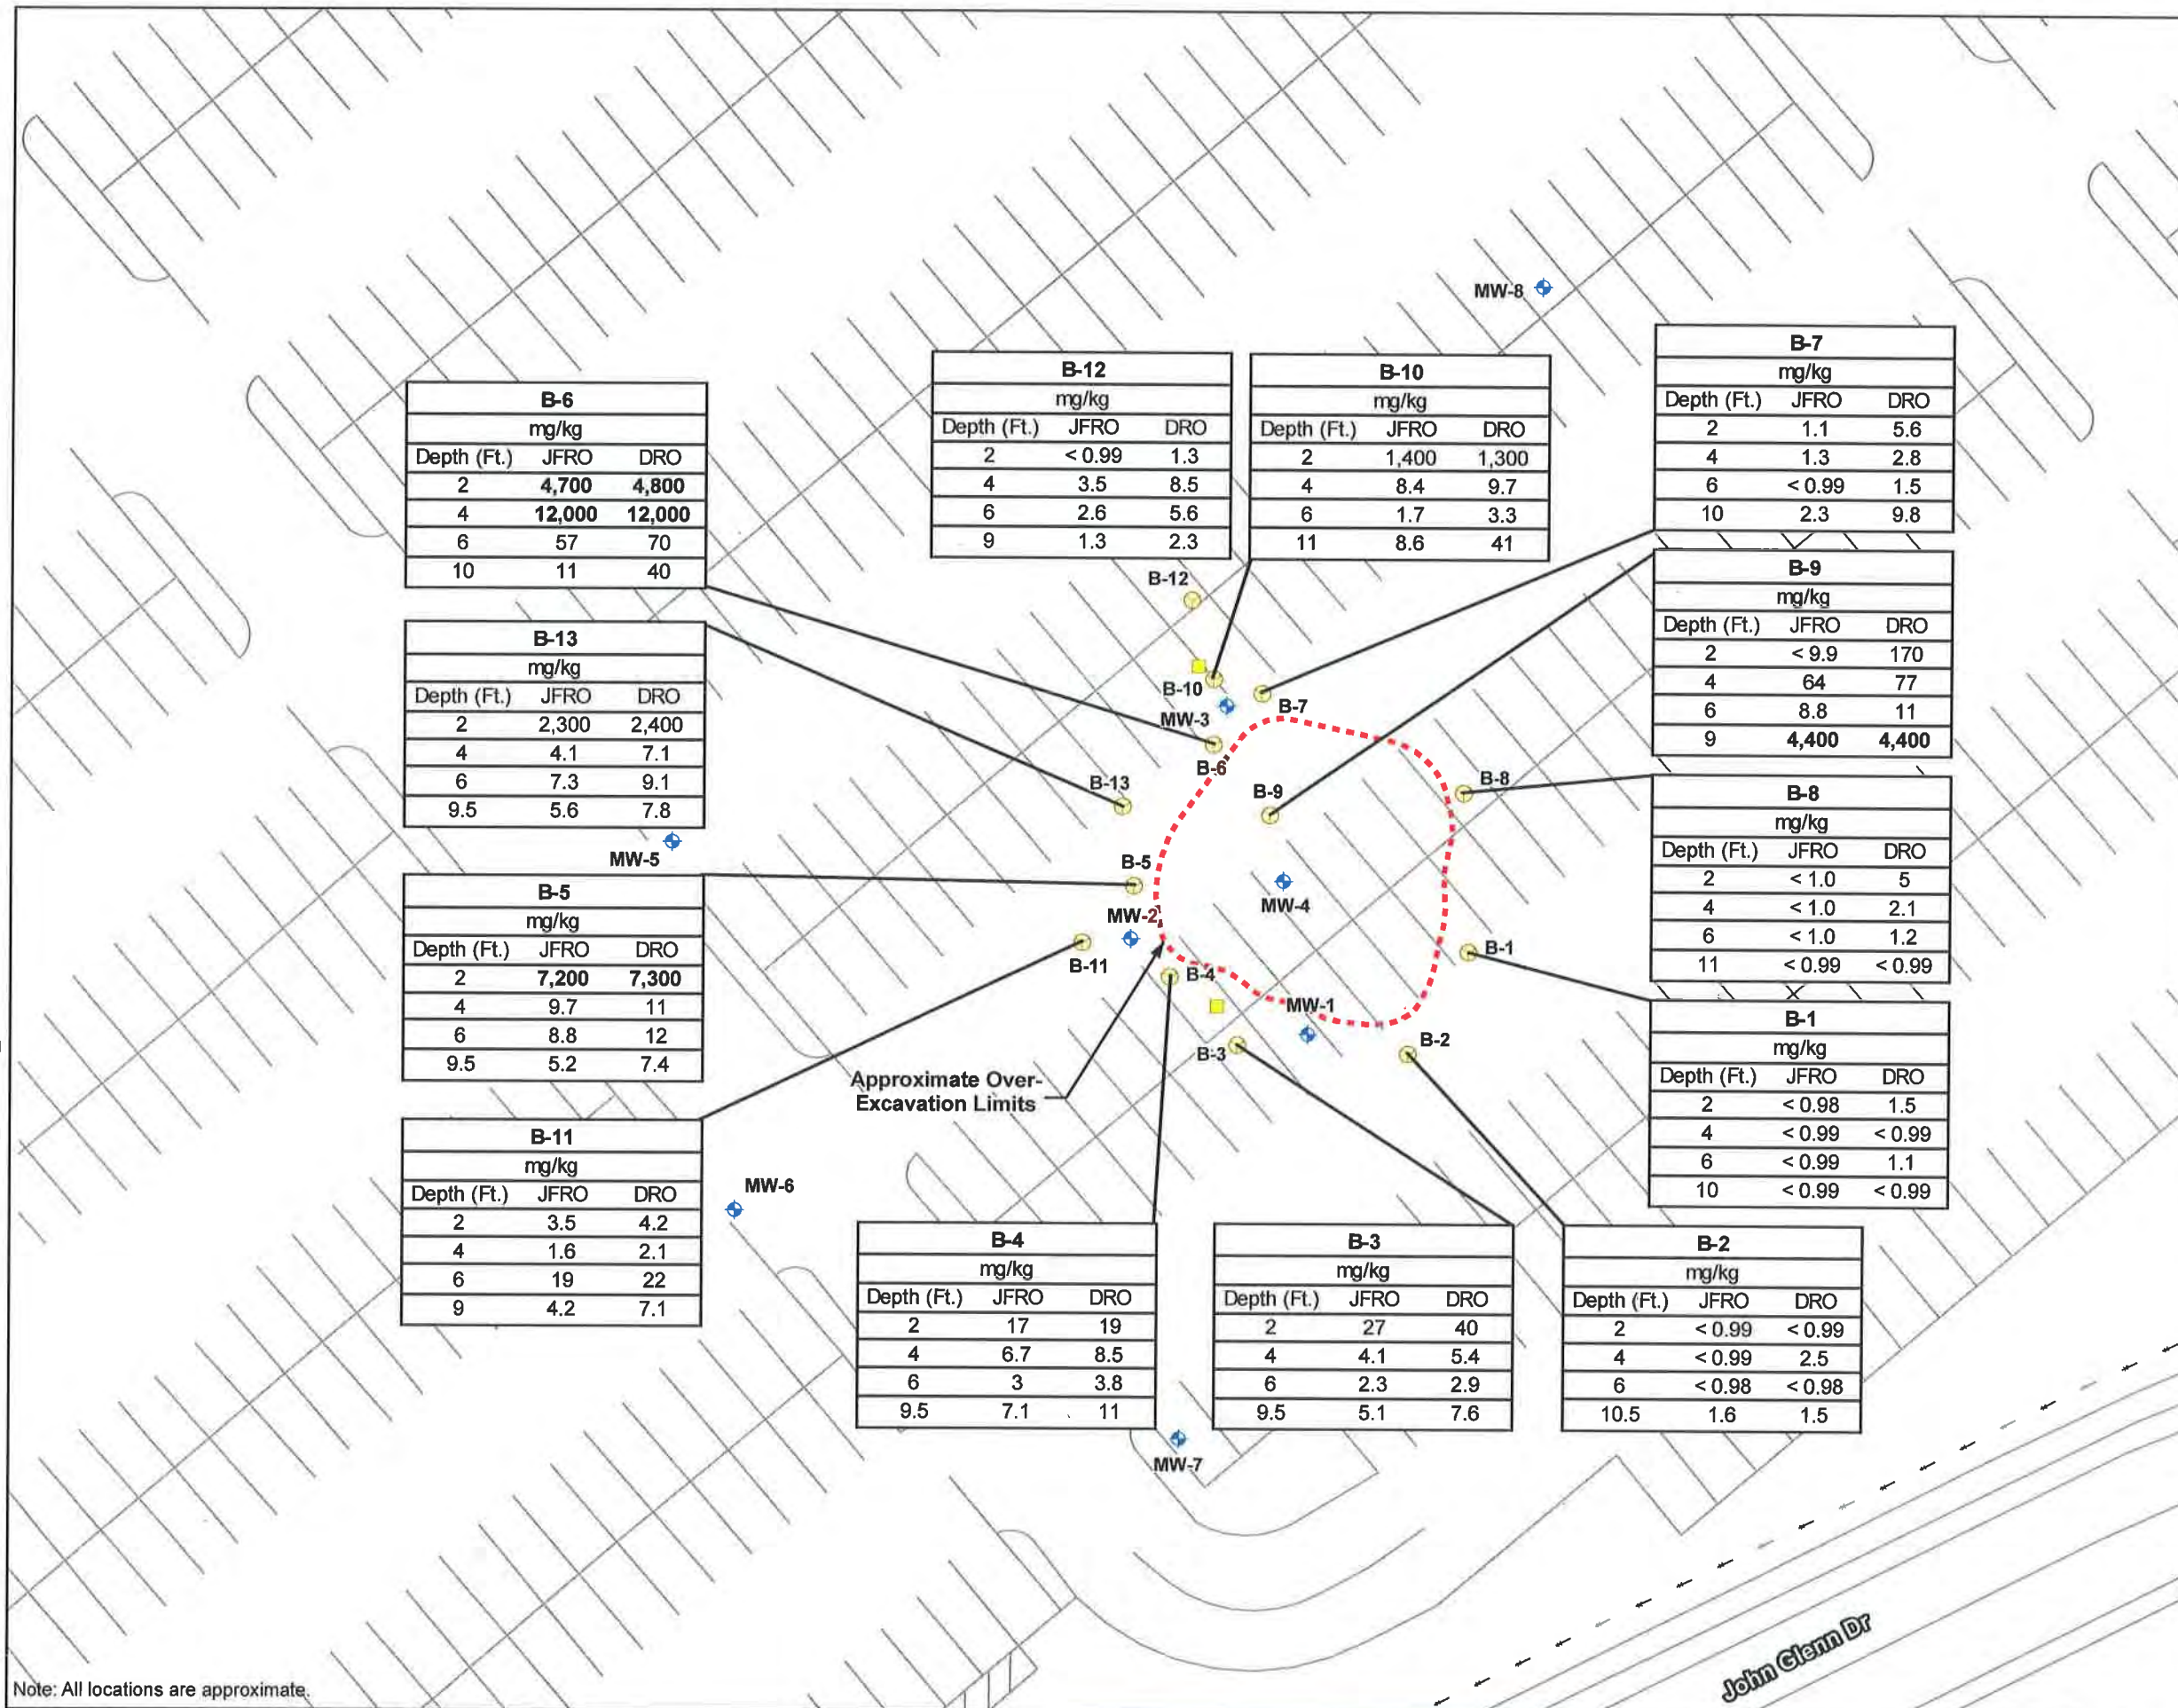 MW-8
B-7
mg/kg
Depth (Ft.) JFRO DRO
2 1.1 5.6
4 1.3 2.8
6 < 0.99 1.5
10 2.3 9.8
B-12
mg/kg
Depth (Ft.) JFRO DRO
2 < 0.99 1.3
4 3.5 8.5
6 2.6 5.6
9 1.3 2.3
B-10
mg/kg
Depth (Ft.) JFRO DRO
2 1,400 1,300
4 8.4 9.7
6 1.7 3.3
11 8.6 41
B-6
mg/kg
Depth (Ft.) JFRO DRO
2 4,700 4,800
4 12,000 12,000
6 57 70
10 11 40
B-9
mg/kg
Depth (Ft.) JFRO DRO
2 < 9.9 170
4 64 77
6 8.8 11
9 4,400 4,400
B-13
mg/kg
Depth (Ft.) JFRO DRO
2 2,300 2,400
4 4.1 7.1
6 7.3 9.1
9.5 5.6 7.8
B-12
B-10
B-7
MW-3
B-6
B-13
B-9
B-8
B-8
mg/kg
Depth (Ft.) JFRO DRO
2 < 1.0 5
4 < 1.0 2.1
6 < 1.0 1.2
11 < 0.99 < 0.99
MW-5
B-5
B-5
mg/kg
Depth (Ft.) JFRO DRO
2 7,200 7,300
4 9.7 11
6 8.8 12
9.5 5.2 7.4
MW-2
MW-4
B-1
B-11
B-4
MW-1
B-2
B-3
Approximate Over-
Excavation Limits
B-1
mg/kg
Depth (Ft.) JFRO DRO
2 < 0.98 1.5
4 < 0.99 < 0.99
6 < 0.99 1.1
10 < 0.99 < 0.99
B-11
mg/kg
Depth (Ft.) JFRO DRO
2 3.5 4.2
4 1.6 2.1
6 19 22
9 4.2 7.1
MW-6
B-4
mg/kg
Depth (Ft.) JFRO DRO
2 17 19
4 6.7 8.5
6 3 3.8
9.5 7.1 11
B-3
mg/kg
Depth (Ft.) JFRO DRO
2 27 40
4 4.1 5.4
6 2.3 2.9
9.5 5.1 7.6
B-2
mg/kg
Depth (Ft.) JFRO DRO
2 < 0.99 < 0.99
4 < 0.99 2.5
6 < 0.98 < 0.98
10.5 1.6 1.5
MW-7
John Glenn Dr
Note: All locations are approximate.